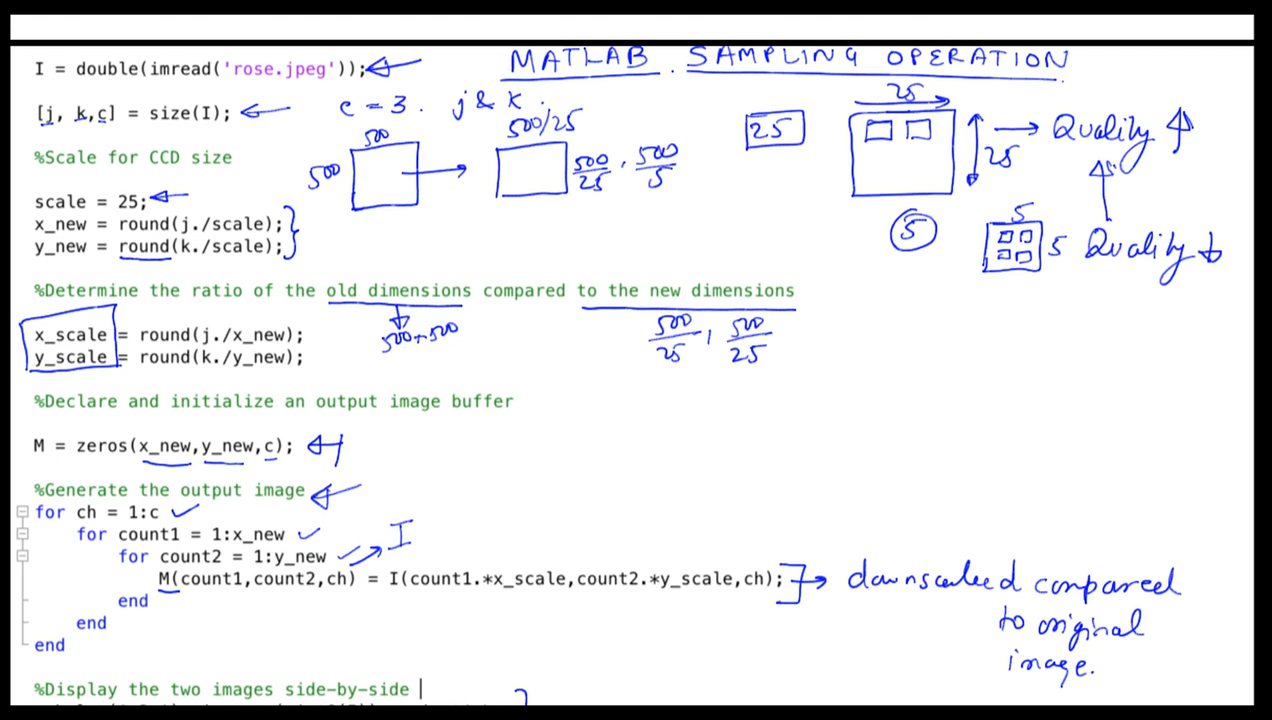 MATLAB SAMPLING OPERATION
I = double(imread('rose.jpeg'));
[j, k,c] = size(I);
c = 3. j & k.
500
500
500/25
500/25 , 500/5
25
25
25
Quality ↑
5
5
5 Quality ↓
%Scale for CCD size
scale = 25;
x_new = round(j./scale);
y_new = round(k./scale);
%Determine the ratio of the old dimensions compared to the new dimensions
500+500
500/25 , 500/25
x_scale = round(j./x_new);
y_scale = round(k./y_new);
%Declare and initialize an output image buffer
M = zeros(x_new,y_new,c);
%Generate the output image
for ch = 1:c
for count1 = 1:x_new
for count2 = 1:y_new
I
M(count1,count2,ch) = I(count1.*x_scale,count2.*y_scale,ch);
end
end
end
downscaled compared
to original
image.
%Display the two images side-by-side